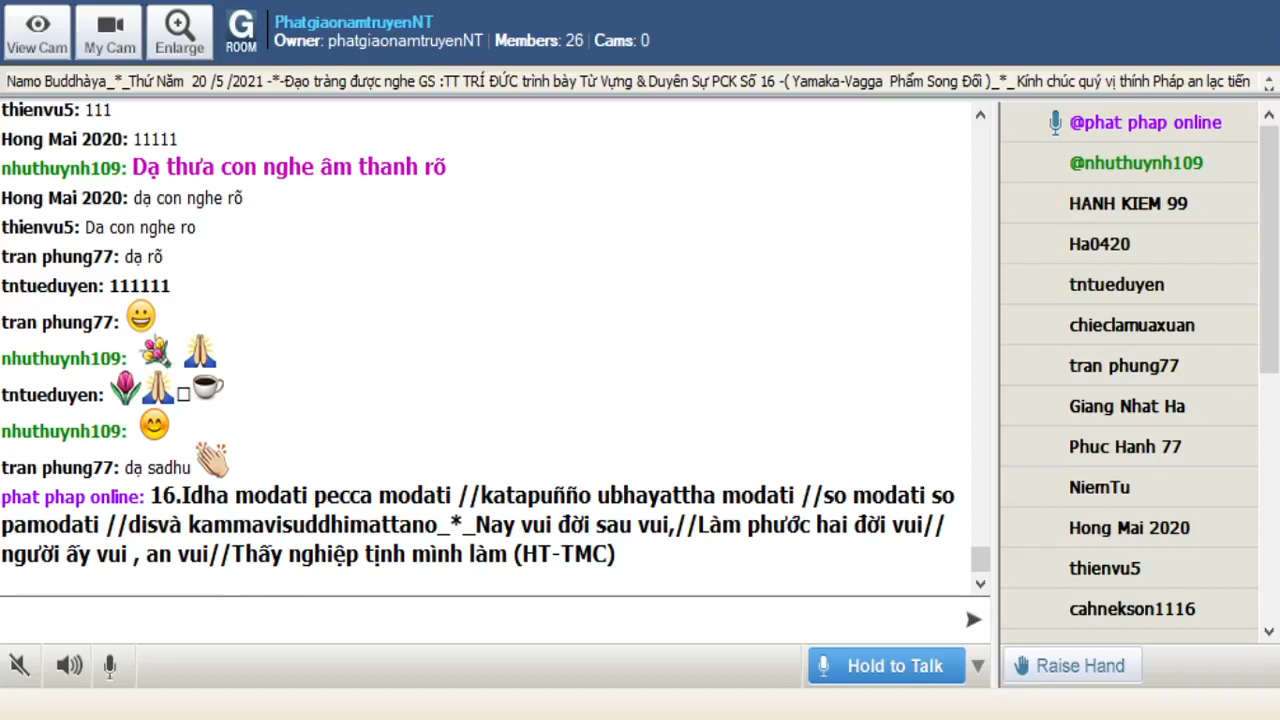 View Cam
My Cam
Enlarge
G
ROOM
PhatgiaonamtruyenNT
Owner: phatgiaonamtruyenNT | Members: 26 | Cams: 0
Namo Buddhàya_*_Thứ Năm 20 /5 /2021 -*-Đạo tràng được nghe GS :TT TRÍ ĐỨC trình bày Từ Vựng & Duyên Sự PCK Số 16 -( Yamaka-Vagga Phẩm Song Đối )_*_ Kính chúc quý vị thính Pháp an lạc tiến
thienvu5: 111
Hong Mai 2020: 11111
nhuthuynh109: Dạ thưa con nghe âm thanh rõ
Hong Mai 2020: dạ con nghe rõ
thienvu5: Da con nghe ro
tran phung77: dạ rõ
tntueduyen: 111111
tran phung77: 😀
nhuthuynh109: 💐 🙏
tntueduyen: 🌷🙏□☕
nhuthuynh109: 😊
tran phung77: dạ sadhu 👏
phat phap online: 16.Idha modati pecca modati //katapuñño ubhayattha modati //so modati so
pamodati //disvà kammavisuddhimattano_*_Nay vui đời sau vui,//Làm phước hai đời vui//
người ấy vui , an vui//Thấy nghiệp tịnh mình làm (HT-TMC)
@phat phap online
@nhuthuynh109
HANH KIEM 99
Ha0420
tntueduyen
chieclamuaxuan
tran phung77
Giang Nhat Ha
Phuc Hanh 77
NiemTu
Hong Mai 2020
thienvu5
cahnekson1116
Hold to Talk
Raise Hand